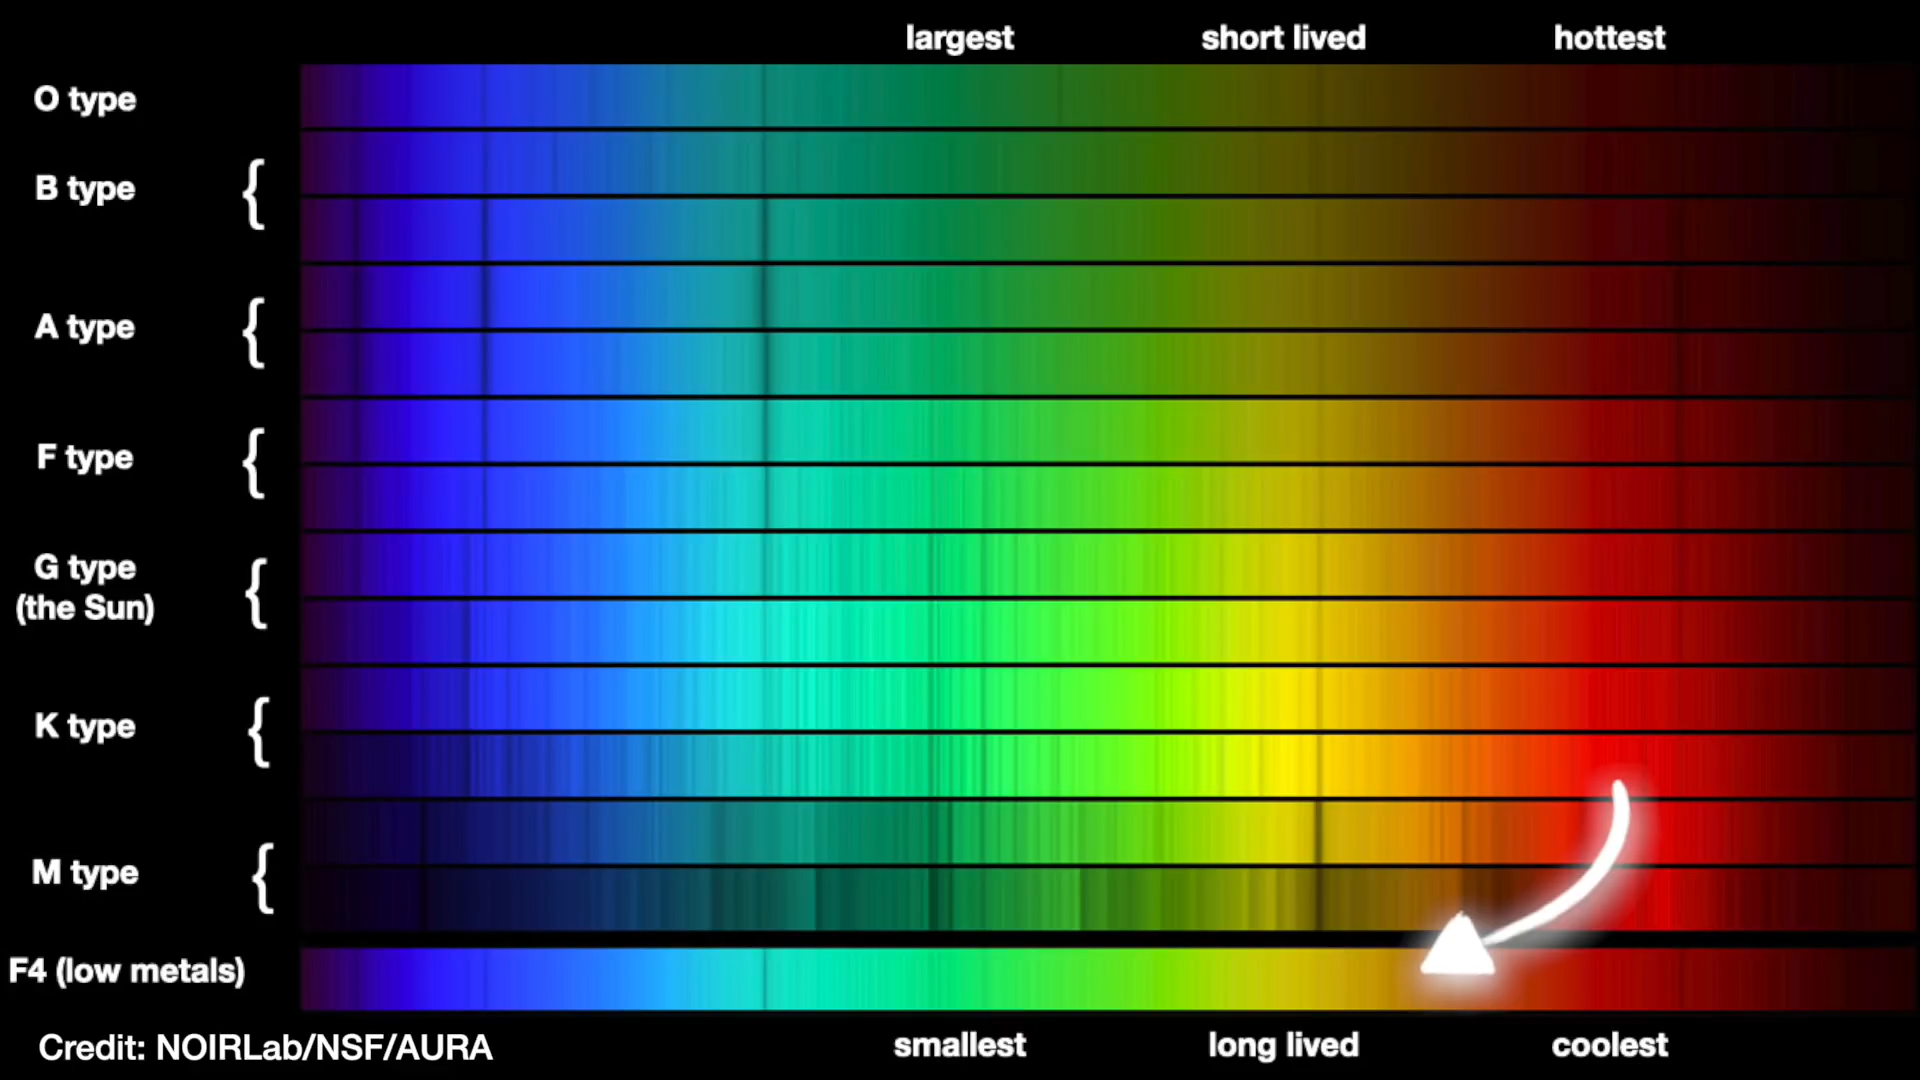 largest short lived hottest
O type
B type {
A type {
F type {
G type
(the Sun) {
K type {
M type {
F4 (low metals)
Credit: NOIRLab/NSF/AURA
smallest long lived coolest